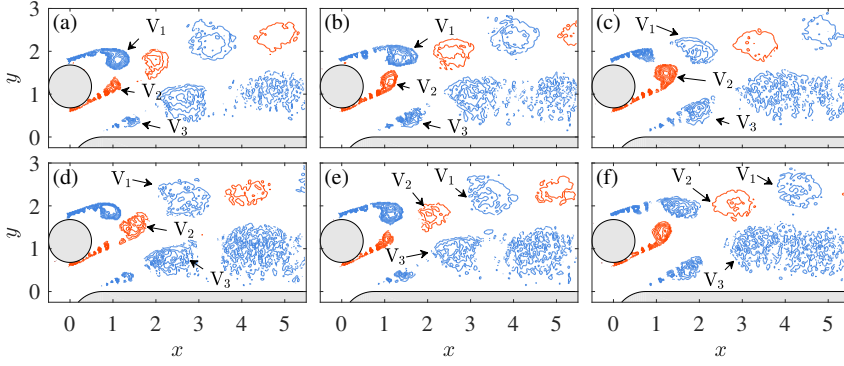 3 (a) V₁ (b) V₁ (c) V₁
2
y
1 V₂ V₂ V₂
V₃ V₃ V₃
0
3 (d) V₁ (e) V₂ V₁ (f) V₂ V₁
2
y V₂
1
V₃ V₃ V₃
0
0 1 2 3 4 5 0 1 2 3 4 5 0 1 2 3 4 5
x x x